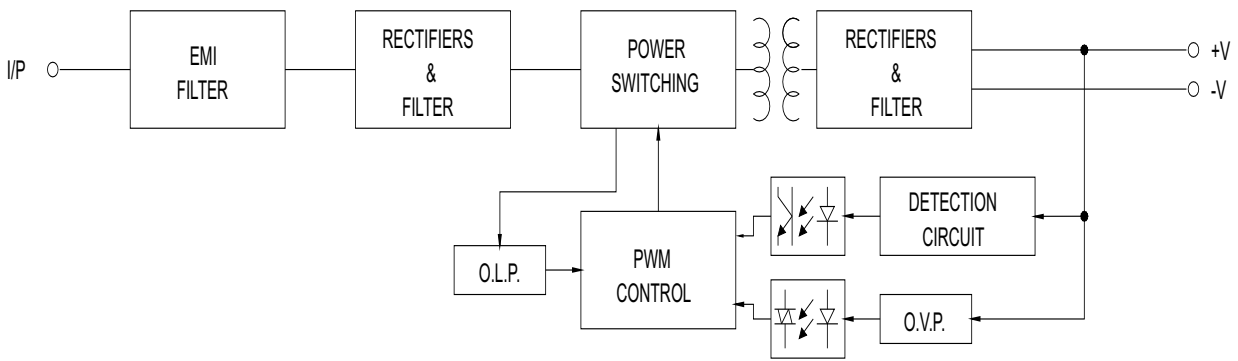 I/P
EMI
FILTER
RECTIFIERS
&
FILTER
POWER
SWITCHING
RECTIFIERS
&
FILTER
+V
-V
DETECTION
CIRCUIT
O.L.P.
PWM
CONTROL
O.V.P.